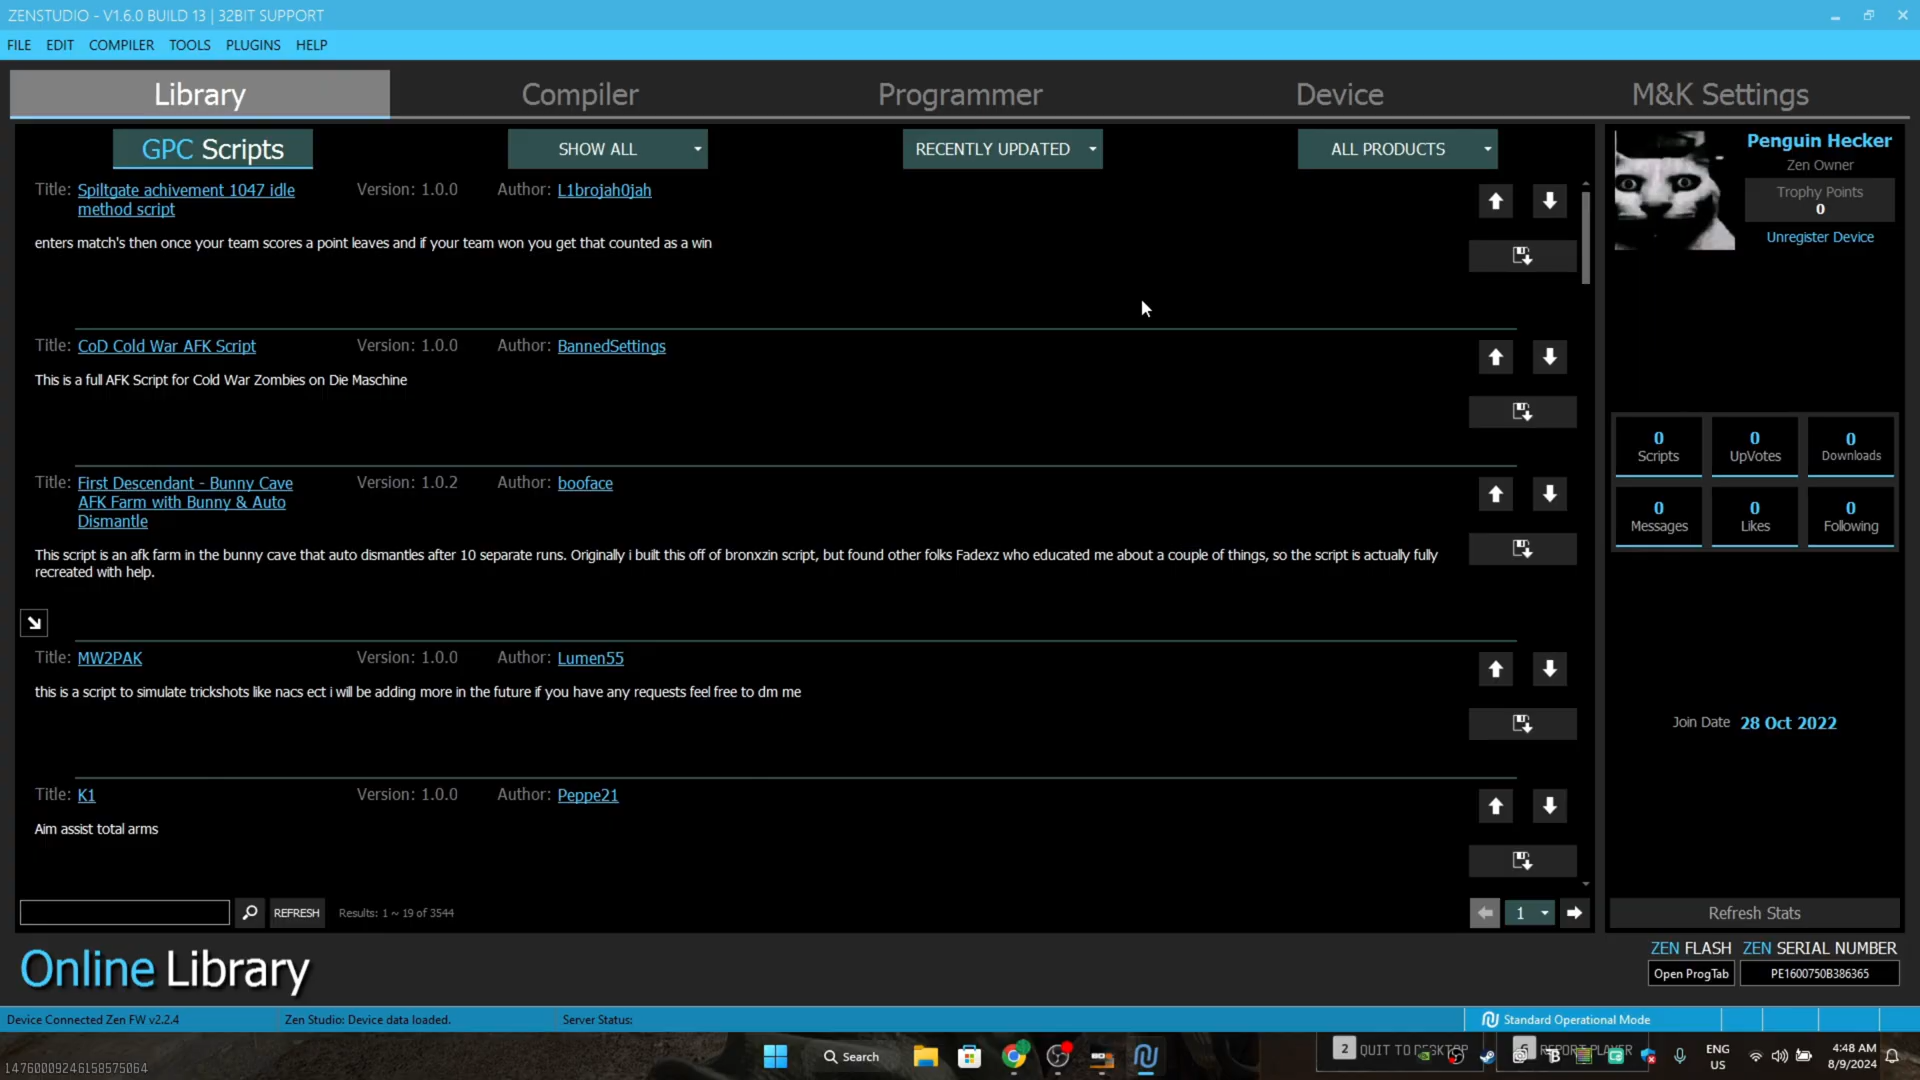 ZENSTUDIO - V1.6.0 BUILD 13 | 32BIT SUPPORT
FILE EDIT COMPILER TOOLS PLUGINS HELP
Library Compiler Programmer Device M&K Settings
GPC Scripts SHOW ALL RECENTLY UPDATED ALL PRODUCTS
Title: Spiltgate achivement 1047 idle method script Version: 1.0.0 Author: L1brojah0jah
enters match's then once your team scores a point leaves and if your team won you get that counted as a win
Title: CoD Cold War AFK Script Version: 1.0.0 Author: BannedSettings
This is a full AFK Script for Cold War Zombies on Die Maschine
Title: First Descendant - Bunny Cave AFK Farm with Bunny & Auto Dismantle Version: 1.0.2 Author: booface
This script is an afk farm in the bunny cave that auto dismantles after 10 separate runs. Originally i built this off of bronxzin script, but found other folks Fadexz who educated me about a couple of things, so the script is actually fully
recreated with help.
Title: MW2PAK Version: 1.0.0 Author: Lumen55
this is a script to simulate trickshots like nacs ect i will be adding more in the future if you have any requests feel free to dm me
Title: K1 Version: 1.0.0 Author: Peppe21
Aim assist total arms
REFRESH Results: 1 ~ 19 of 3544 1
Penguin Hecker
Zen Owner
Trophy Points
0
Unregister Device
0 0 0
Scripts UpVotes Downloads
0 0 0
Messages Likes Following
Join Date 28 Oct 2022
Refresh Stats
Online Library
ZEN FLASH ZEN SERIAL NUMBER
Open ProgTab PE1600750B386365
Device Connected Zen FW v2.2.4 Zen Studio: Device data loaded. Server Status: Standard Operational Mode
14760009246158575064
Search
2 QUIT TO DESKTOP
REPORT PLAYER
ENG
US
4:48 AM
8/9/2024